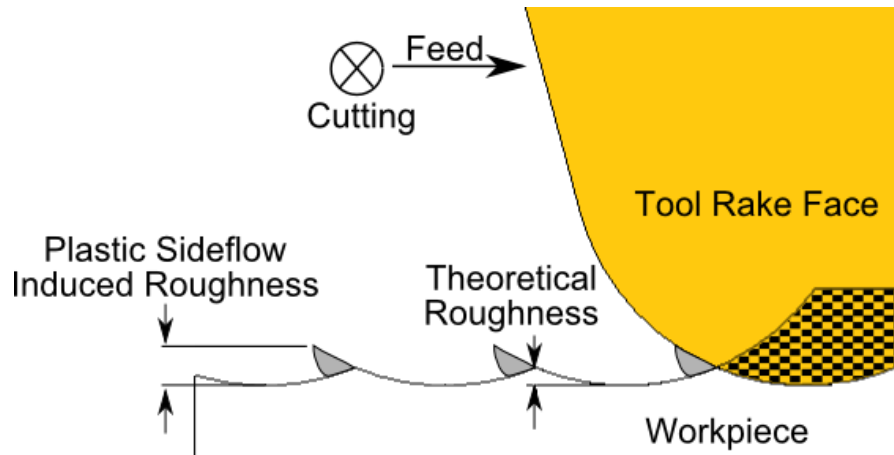 Feed
Cutting
Tool Rake Face
Plastic Sideflow
Induced Roughness
Theoretical
Roughness
Workpiece